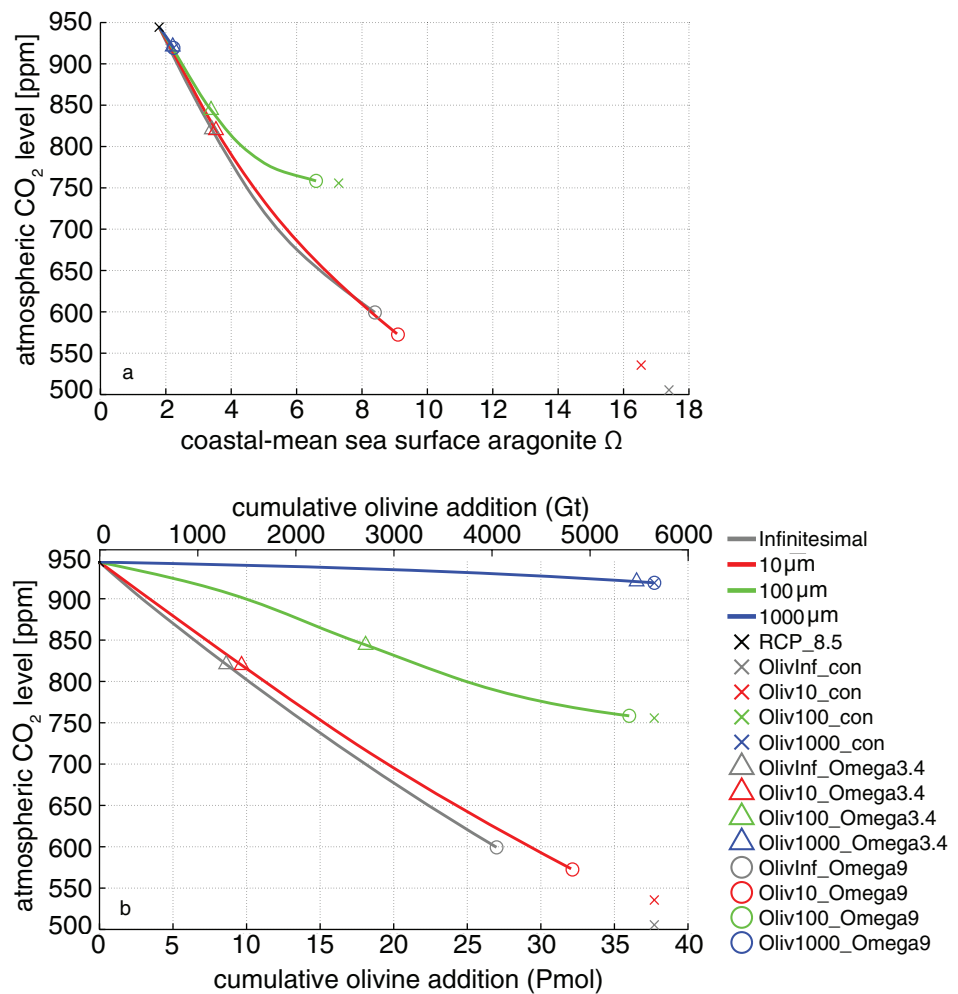 950
900
850
800
750
700
650
600
550
500
atmospheric CO2 level [ppm]
a
0 2 4 6 8 10 12 14 16 18
coastal-mean sea surface aragonite Ω
cumulative olivine addition (Gt)
0 1000 2000 3000 4000 5000 6000
950
900
850
800
750
700
650
600
550
500
atmospheric CO2 level [ppm]
b
0 5 10 15 20 25 30 35 40
cumulative olivine addition (Pmol)
Infinitesimal
10 µm
100 µm
1000 µm
RCP_8.5
OlivInf_con
Oliv10_con
Oliv100_con
Oliv1000_con
OlivInf_Omega3.4
Oliv10_Omega3.4
Oliv100_Omega3.4
Oliv1000_Omega3.4
OlivInf_Omega9
Oliv10_Omega9
Oliv100_Omega9
Oliv1000_Omega9